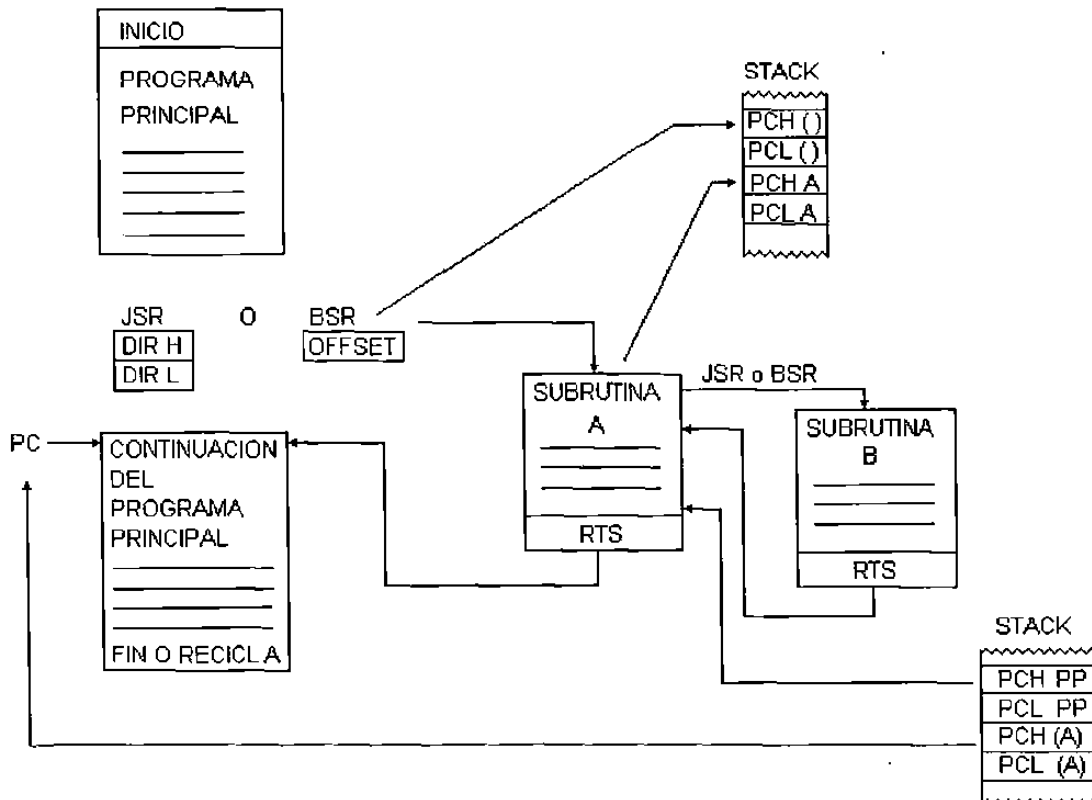 INICIO
PROGRAMA
PRINCIPAL
STACK
PCH ( )
PCL ( )
PCH A
PCL A
JSR O BSR
DIR H
DIR L
OFFSET
SUBRUTINA
A
RTS
JSR o BSR
SUBRUTINA
B
RTS
PC
CONTINUACION
DEL
PROGRAMA
PRINCIPAL
FIN O RECICLA
STACK
PCH PP
PCL PP
PCH (A)
PCL (A)